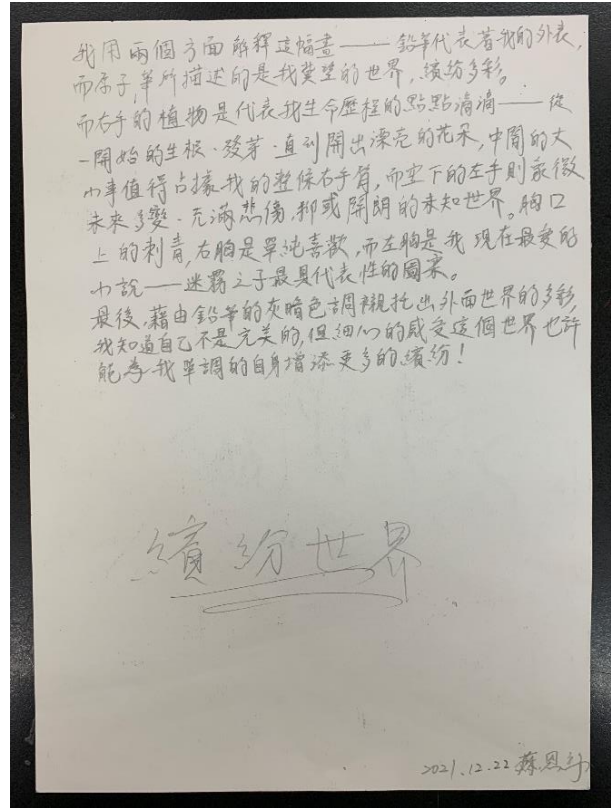 我用兩個方面解釋這幅畫——鉛筆代表著我的外表,
而原子筆所描述的是我冀望的世界,繽紛多彩。
而右手的植物是代表我生命歷程的點點滴滴——從
一開始的生根、發芽、直到開出漂亮的花朵,中間的大
小事值得占據我的整條右手臂,而空下的左手則象徵
未來多變、充滿悲傷,抑或開朗的未知世界。胸口
上的刺青,右胸是單純喜歡,而左胸是我現在最愛的
小說——迷霧之子最具代表性的圖案。
最後,藉由鉛筆的灰暗色調襯托出外面世界的多彩,
我知道自己不是完美的,但細心的感受這個世界也許
能為我單調的自身增添更多的繽紛!
繽紛世界
2021.12.22 蘇恩